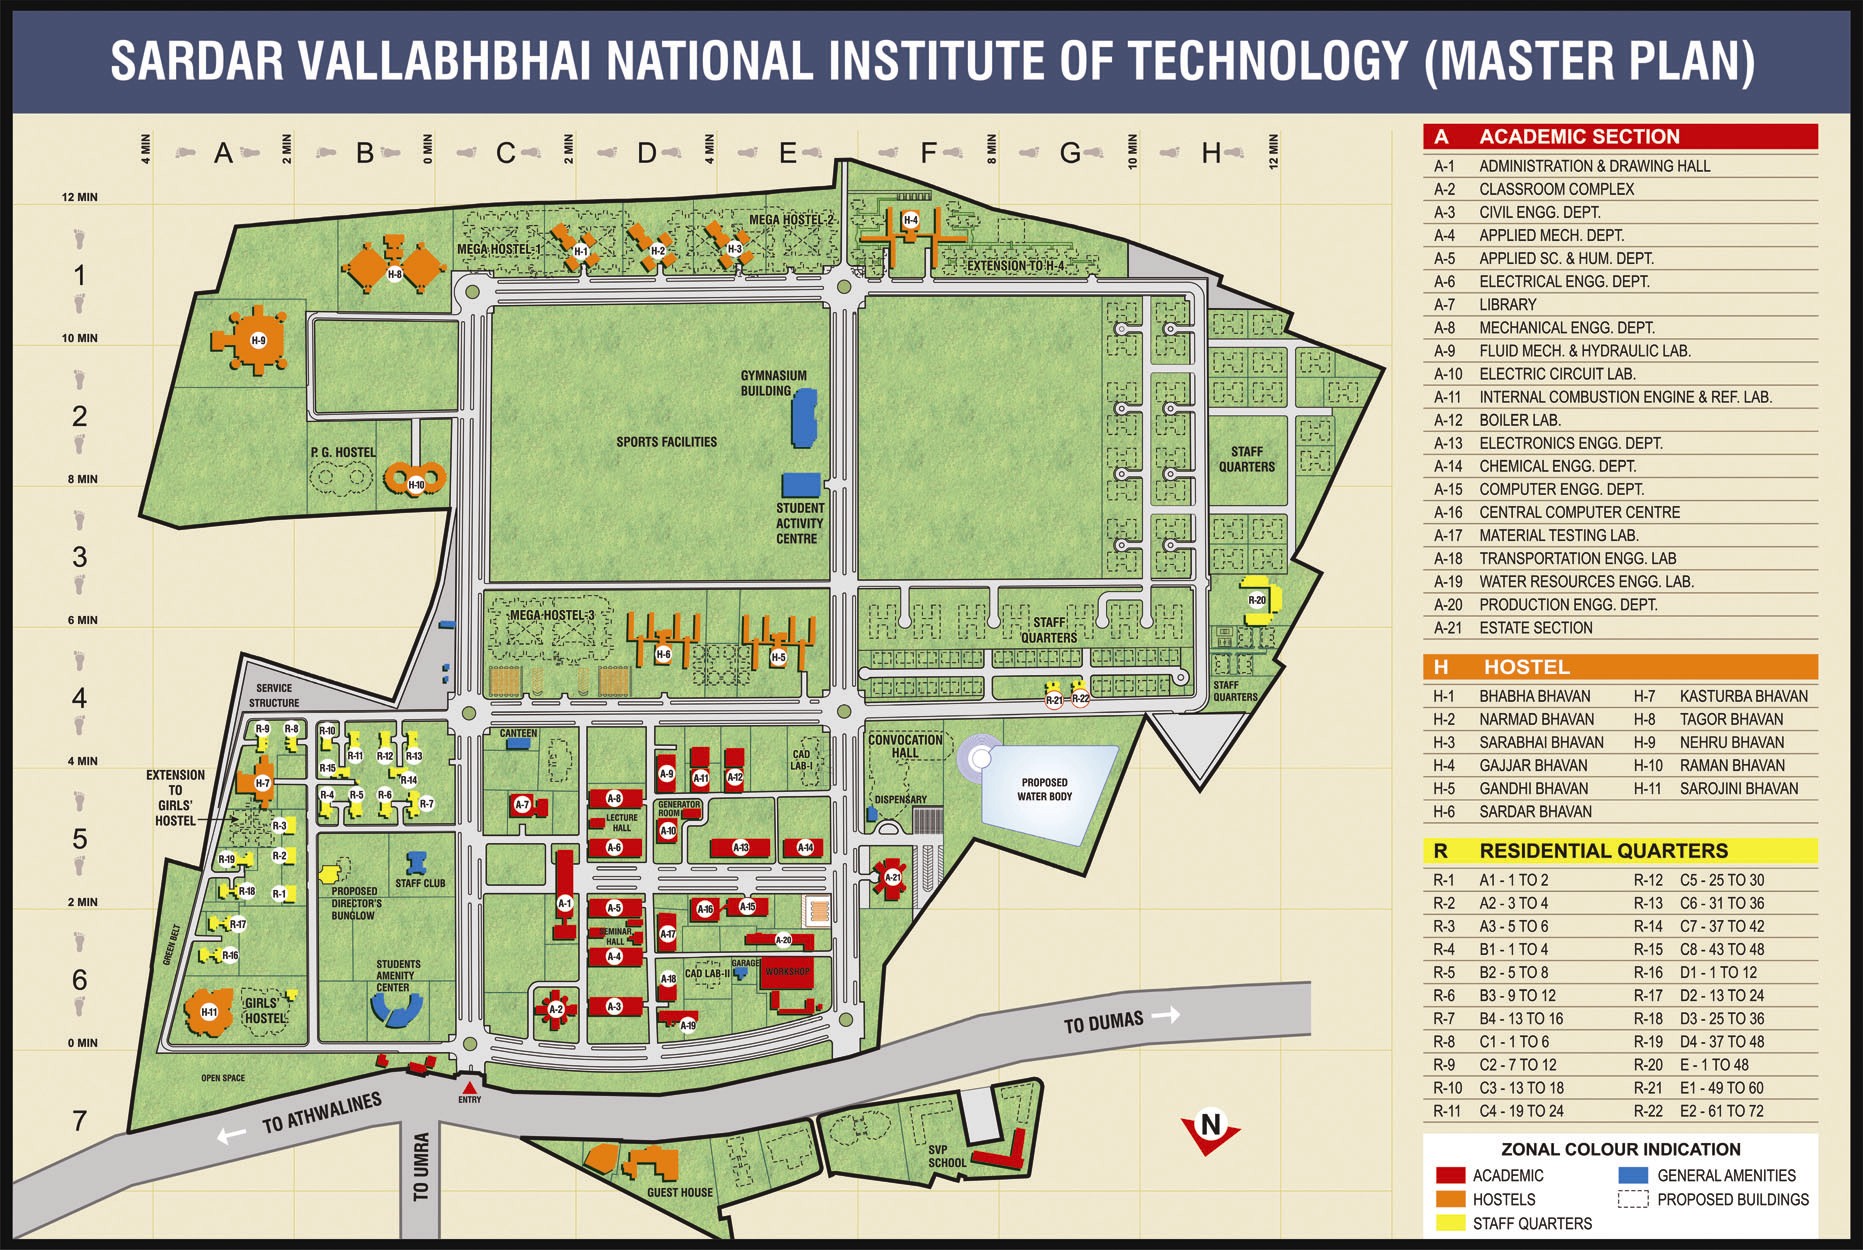 SARDAR VALLABHBHAI NATIONAL INSTITUTE OF TECHNOLOGY (MASTER PLAN)
4 MIN A 2 MIN B 0 MIN C 2 MIN D 4 MIN E F 8 MIN G 10 MIN H 12 MIN
12 MIN
1
10 MIN
2
8 MIN
3
6 MIN
4
4 MIN
5
2 MIN
6
0 MIN
7
MEGA HOSTEL-1
H-1
H-2
H-3
MEGA HOSTEL-2
H-4
EXTENSION TO H-4
H-8
H-9
GYMNASIUM
BUILDING
SPORTS FACILITIES
P. G. HOSTEL
H-10
STUDENT
ACTIVITY
CENTRE
STAFF
QUARTERS
R-20
MEGA HOSTEL-3
H-6
H-5
STAFF
QUARTERS
R-21
R-22
STAFF
QUARTERS
SERVICE
STRUCTURE
R-9
R-8
R-10
R-11
R-12
R-13
R-15
R-14
H-7
R-4
R-5
R-6
R-7
EXTENSION
TO
GIRLS'
HOSTEL
R-3
R-2
R-19
R-18
R-1
R-17
R-16
GREEN BELT
H-11
GIRLS'
HOSTEL
OPEN SPACE
PROPOSED
DIRECTOR'S
BUNGLOW
STAFF CLUB
STUDENTS
AMENITY
CENTER
CANTEEN
A-7
A-9
A-11
A-12
CAD
LAB-I
A-8
LECTURE
HALL
GENERATOR
ROOM
A-10
A-6
A-13
A-14
A-1
A-5
A-16
A-15
SEMINAR
HALL
A-17
A-20
A-4
A-18
CAD LAB-II
GARAGE
WORKSHOP
A-2
A-3
A-19
CONVOCATION
HALL
PROPOSED
WATER BODY
DISPENSARY
A-21
TO DUMAS
TO ATHWALINES
ENTRY
TO UMRA
GUEST HOUSE
SVP
SCHOOL
N
A ACADEMIC SECTION
A-1 ADMINISTRATION & DRAWING HALL
A-2 CLASSROOM COMPLEX
A-3 CIVIL ENGG. DEPT.
A-4 APPLIED MECH. DEPT.
A-5 APPLIED SC. & HUM. DEPT.
A-6 ELECTRICAL ENGG. DEPT.
A-7 LIBRARY
A-8 MECHANICAL ENGG. DEPT.
A-9 FLUID MECH. & HYDRAULIC LAB.
A-10 ELECTRIC CIRCUIT LAB.
A-11 INTERNAL COMBUSTION ENGINE & REF. LAB.
A-12 BOILER LAB.
A-13 ELECTRONICS ENGG. DEPT.
A-14 CHEMICAL ENGG. DEPT.
A-15 COMPUTER ENGG. DEPT.
A-16 CENTRAL COMPUTER CENTRE
A-17 MATERIAL TESTING LAB.
A-18 TRANSPORTATION ENGG. LAB
A-19 WATER RESOURCES ENGG. LAB.
A-20 PRODUCTION ENGG. DEPT.
A-21 ESTATE SECTION
H HOSTEL
H-1 BHABHA BHAVAN H-7 KASTURBA BHAVAN
H-2 NARMAD BHAVAN H-8 TAGOR BHAVAN
H-3 SARABHAI BHAVAN H-9 NEHRU BHAVAN
H-4 GAJJAR BHAVAN H-10 RAMAN BHAVAN
H-5 GANDHI BHAVAN H-11 SAROJINI BHAVAN
H-6 SARDAR BHAVAN
R RESIDENTIAL QUARTERS
R-1 A1 - 1 TO 2 R-12 C5 - 25 TO 30
R-2 A2 - 3 TO 4 R-13 C6 - 31 TO 36
R-3 A3 - 5 TO 6 R-14 C7 - 37 TO 42
R-4 B1 - 1 TO 4 R-15 C8 - 43 TO 48
R-5 B2 - 5 TO 8 R-16 D1 - 1 TO 12
R-6 B3 - 9 TO 12 R-17 D2 - 13 TO 24
R-7 B4 - 13 TO 16 R-18 D3 - 25 TO 36
R-8 C1 - 1 TO 6 R-19 D4 - 37 TO 48
R-9 C2 - 7 TO 12 R-20 E - 1 TO 48
R-10 C3 - 13 TO 18 R-21 E1 - 49 TO 60
R-11 C4 - 19 TO 24 R-22 E2 - 61 TO 72
ZONAL COLOUR INDICATION
ACADEMIC GENERAL AMENITIES
HOSTELS PROPOSED BUILDINGS
STAFF QUARTERS